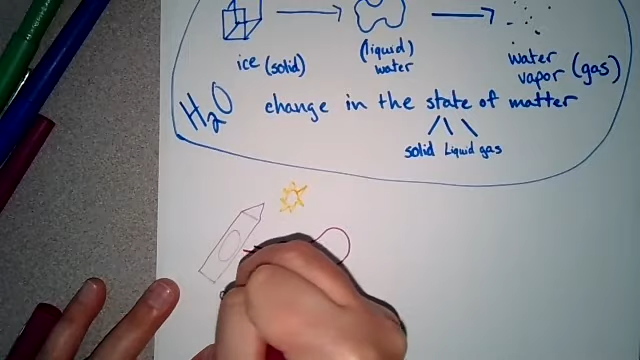 ice (solid)
(liquid)
water
water
vapor (gas)
H2O change in the state of matter
solid Liquid gas